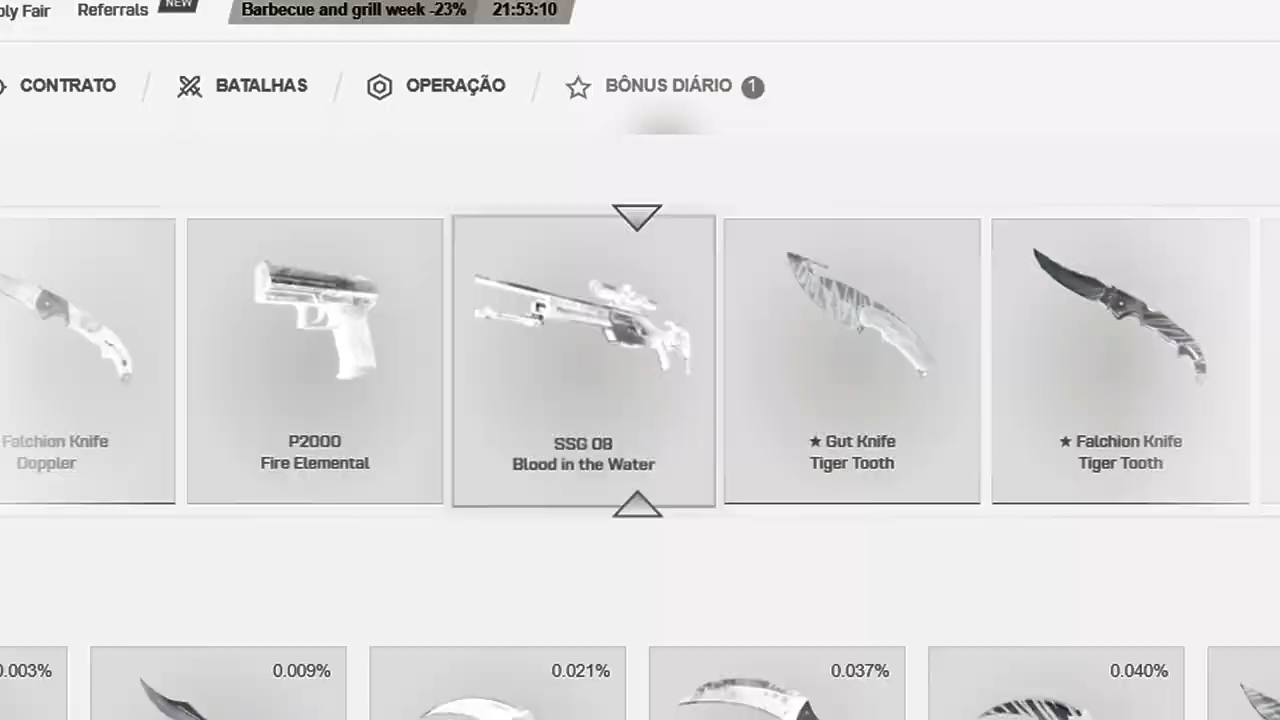 bly Fair Referrals NEW Barbecue and grill week -23% 21:53:10
CONTRATO / BATALHAS / OPERAÇÃO / BÔNUS DIÁRIO 1
Falchion Knife
Doppler
P2000
Fire Elemental
SSG 08
Blood in the Water
★ Gut Knife
Tiger Tooth
★ Falchion Knife
Tiger Tooth
0.003% 0.009% 0.021% 0.037% 0.040%